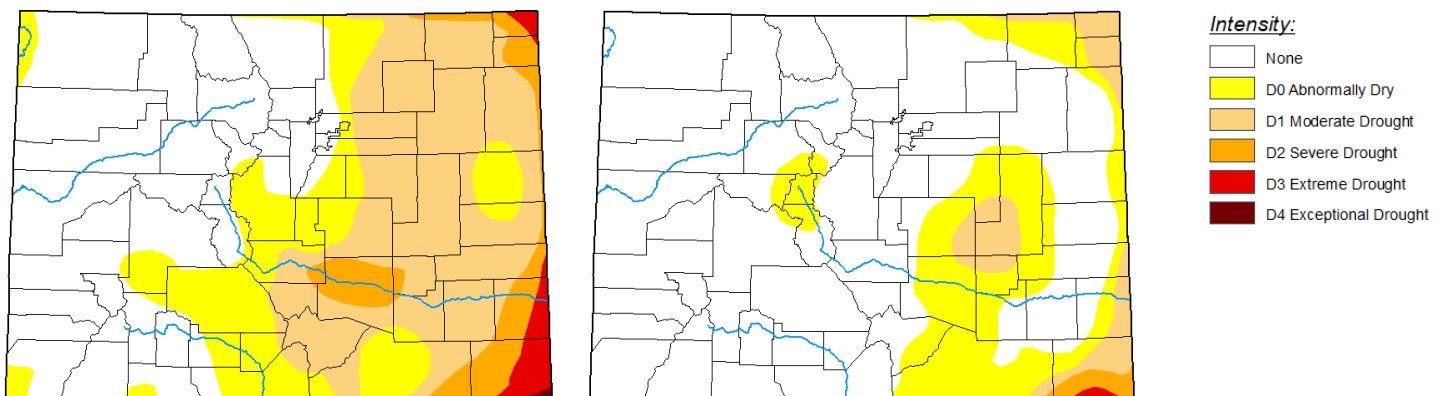 Intensity:
None
D0 Abnormally Dry
D1 Moderate Drought
D2 Severe Drought
D3 Extreme Drought
D4 Exceptional Drought